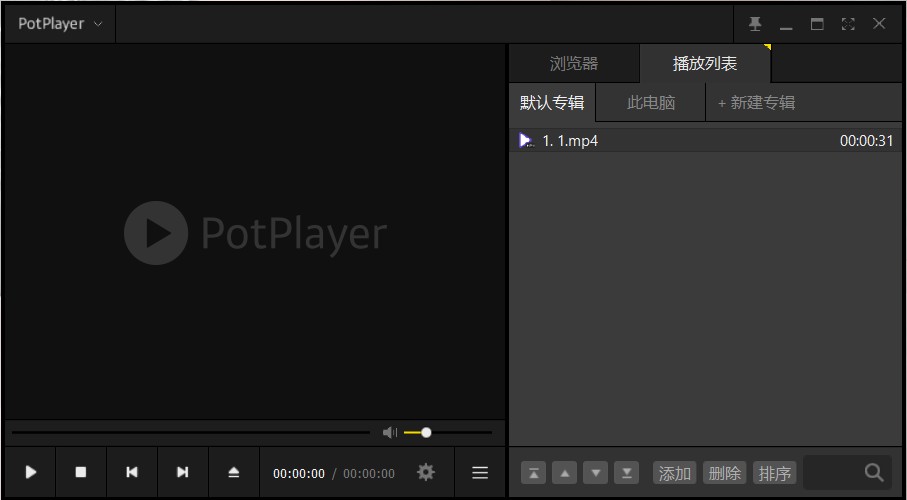 PotPlayer
浏览器
播放列表
默认专辑
此电脑
+ 新建专辑
1. 1.mp4
00:00:31
PotPlayer
00:00:00 / 00:00:00
添加
删除
排序